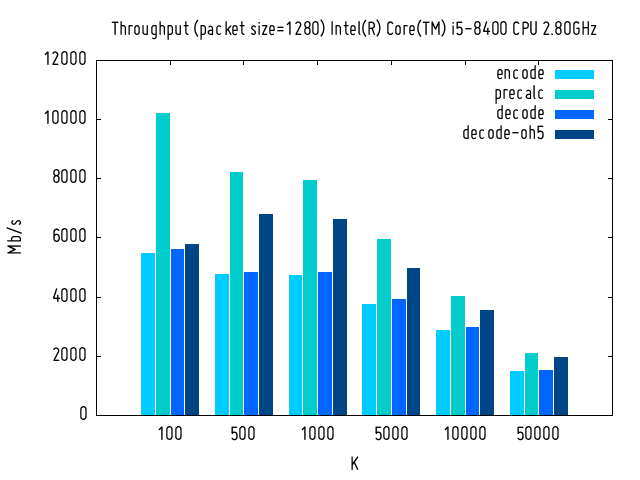 Throughput (packet size=1280) Intel(R) Core(TM) i5-8400 CPU 2.80GHz
12000
10000
8000
6000
4000
2000
0
Mb/s
encode
precalc
decode
decode-oh5
100 500 1000 5000 10000 50000
K